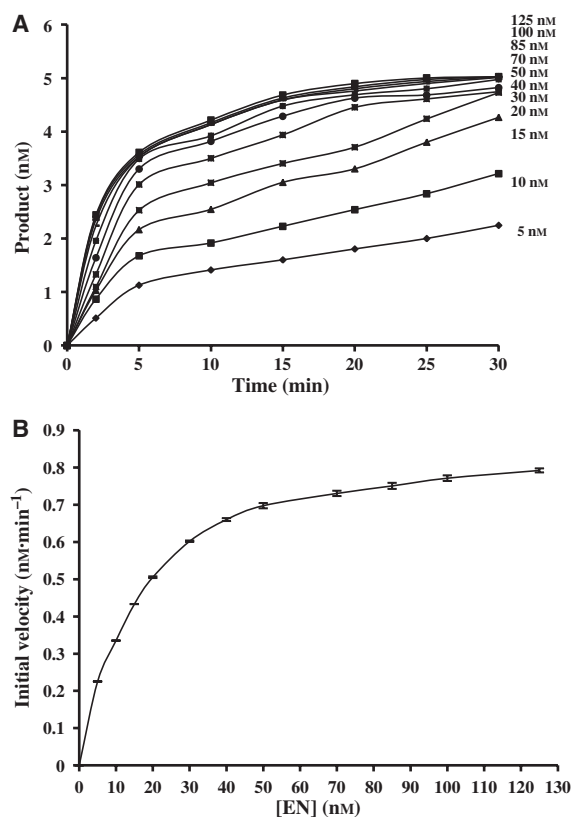 A
6
5
4
3
2
1
0
Product (nM)
0 5 10 15 20 25 30
Time (min)
125 nM
100 nM
85 nM
70 nM
50 nM
40 nM
30 nM
20 nM
15 nM
10 nM
5 nM
B
0.9
0.8
0.7
0.6
0.5
0.4
0.3
0.2
0.1
0
Initial velocity (nM·min⁻¹)
0 10 20 30 40 50 60 70 80 90 100 110 120 130
[EN] (nM)